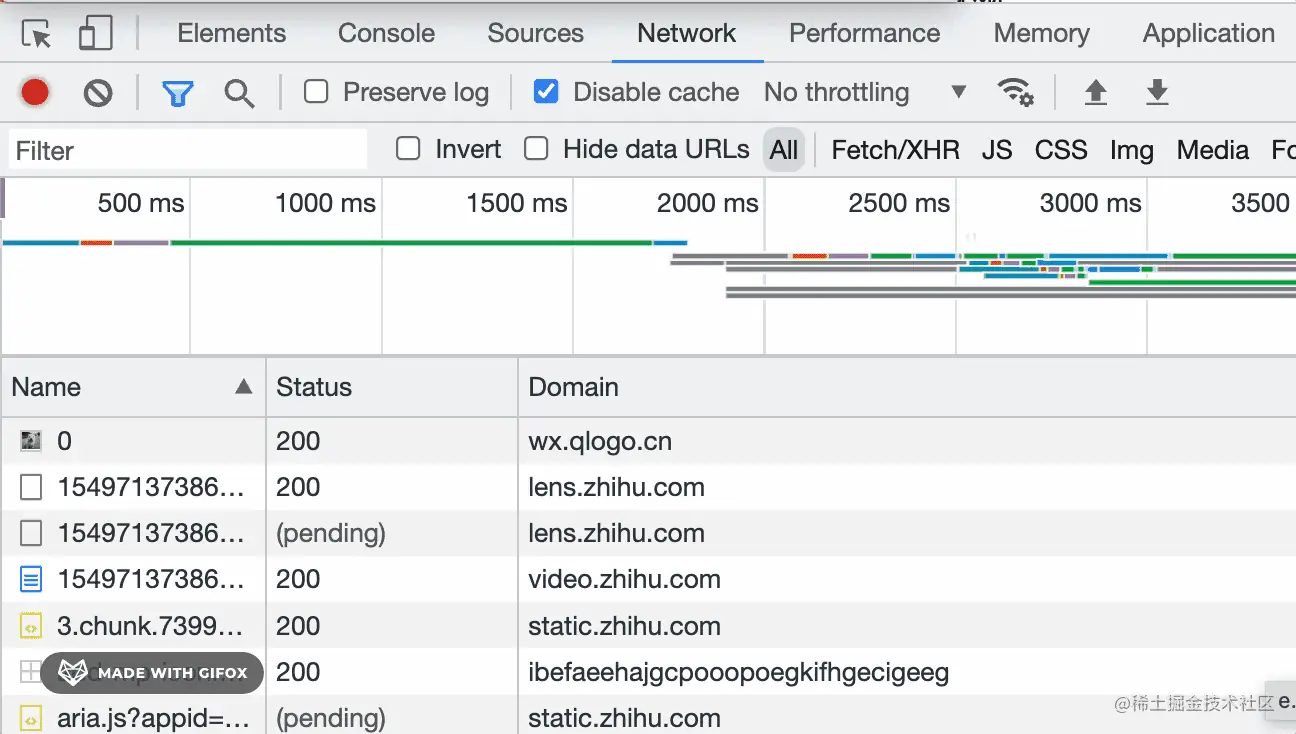 Elements Console Sources Network Performance Memory Application
Preserve log Disable cache No throttling
Filter Invert Hide data URLs All Fetch/XHR JS CSS Img Media Fo
500 ms 1000 ms 1500 ms 2000 ms 2500 ms 3000 ms 3500
Name Status Domain
0 200 wx.qlogo.cn
15497137386... 200 lens.zhihu.com
15497137386... (pending) lens.zhihu.com
15497137386... 200 video.zhihu.com
3.chunk.7399... 200 static.zhihu.com
MADE WITH GIFOX 200 ibefaeehajgcpooopoegkifhgecigeeg
aria.js?appid=... (pending) static.zhihu.com
@稀土掘金技术社区 e.